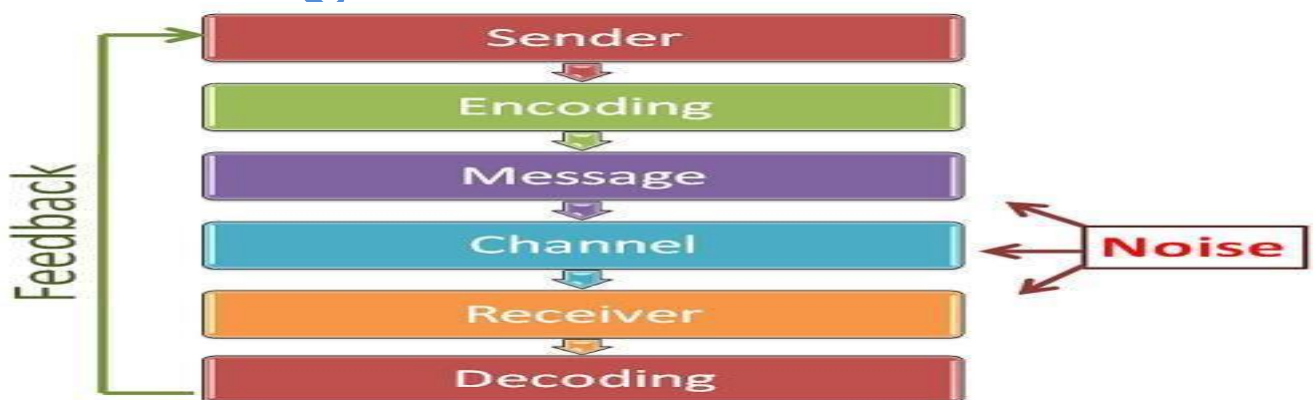 Sender
Encoding
Message
Channel
Noise
Receiver
Decoding
Feedback